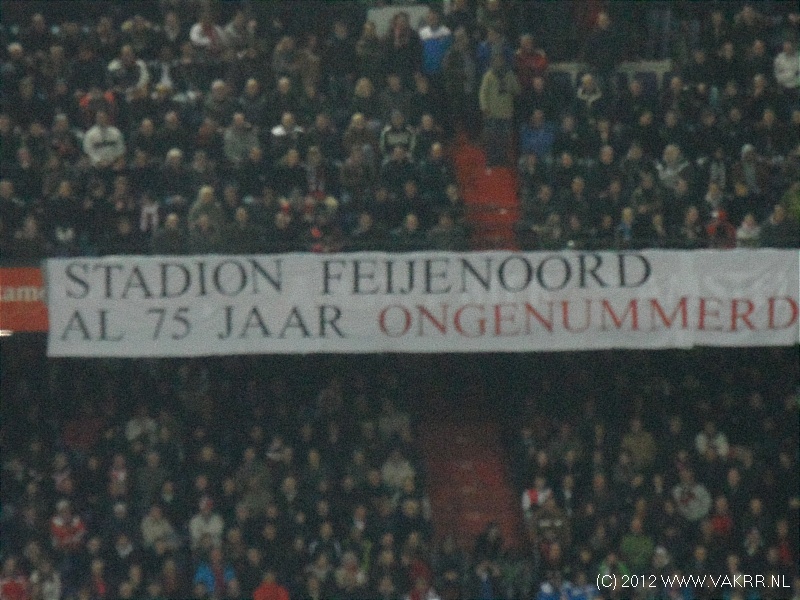 STADION FEIJENOORD
AL 75 JAAR ONGENUMMERD
(C) 2012 WWW.VAKRR.NL